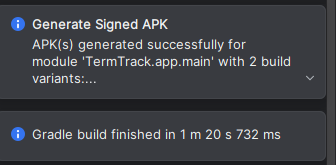 Generate Signed APK
APK(s) generated successfully for
module 'TermTrack.app.main' with 2 build
variants:...
Gradle build finished in 1 m 20 s 732 ms